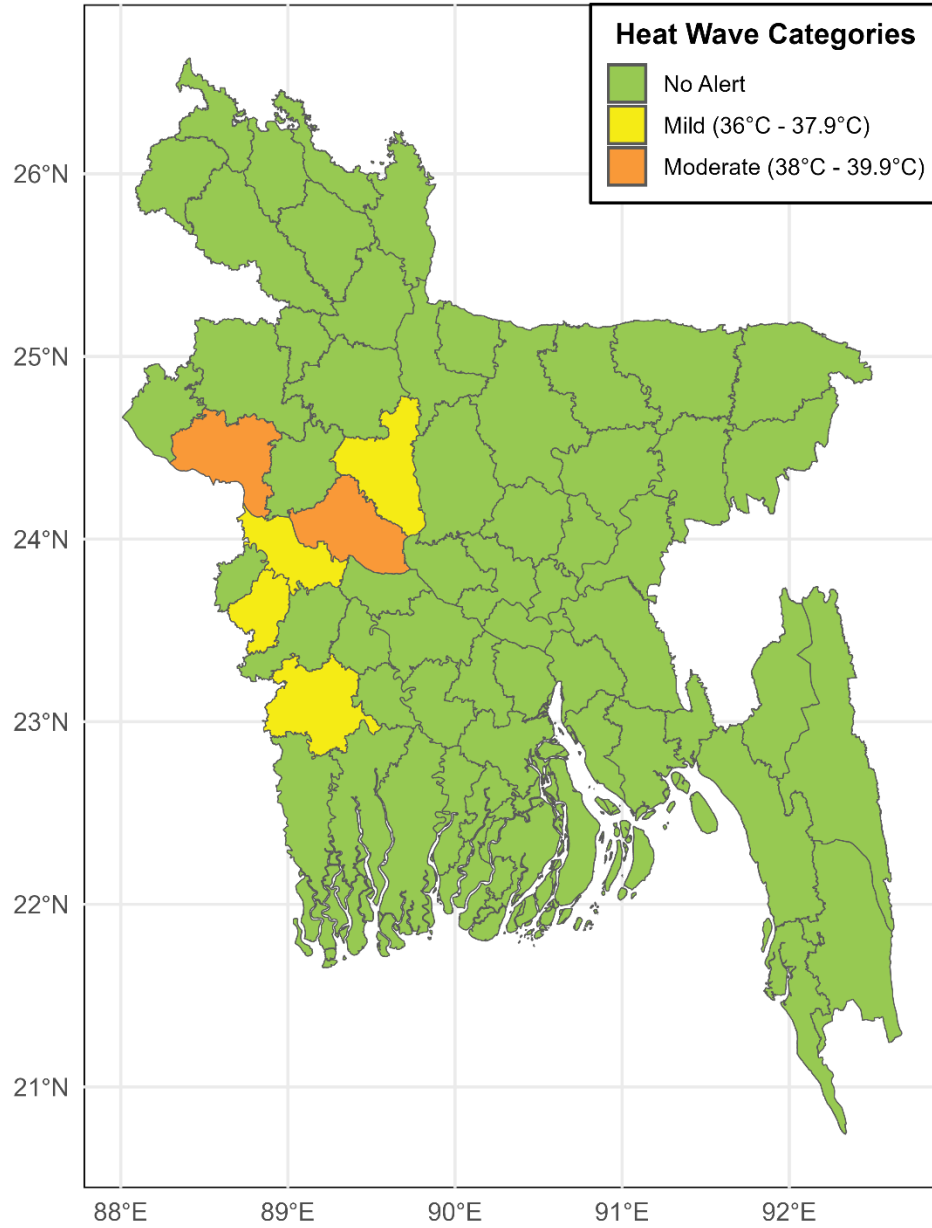 Heat Wave Categories
No Alert
Mild (36°C - 37.9°C)
Moderate (38°C - 39.9°C)
26°N
25°N
24°N
23°N
22°N
21°N
88°E 89°E 90°E 91°E 92°E